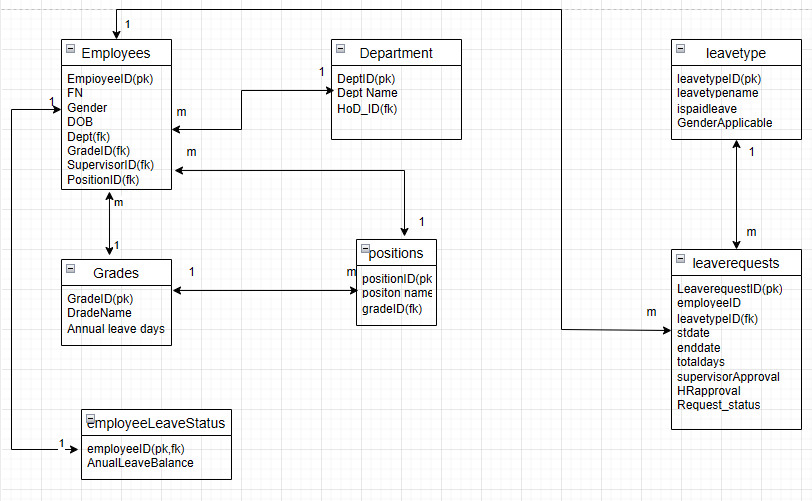 1
Employees
EmpioyeeID(pk)
FN
Gender
DOB
Dept(fk)
GradeID(fk)
SupervisorID(fk)
PositionID(fk)
1
m
m
m
1
Department
DeptID(pk)
Dept Name
HoD_ID(fk)
1
leavetype
leavetypeID(pk)
leavetypename
ispaidleave
GenderApplicable
1
m
Grades
GradeID(pk)
DradeName
Annual leave days
1
m
1
positions
positionID(pk
positon name
gradeID(fk)
m
leaverequests
LeaverequestID(pk)
employeeID
leavetypeID(fk)
stdate
enddate
totaldays
supervisorApproval
HRapproval
Request_status
1
employeeLeaveStatus
employeeID(pk,fk)
AnualLeaveBalance